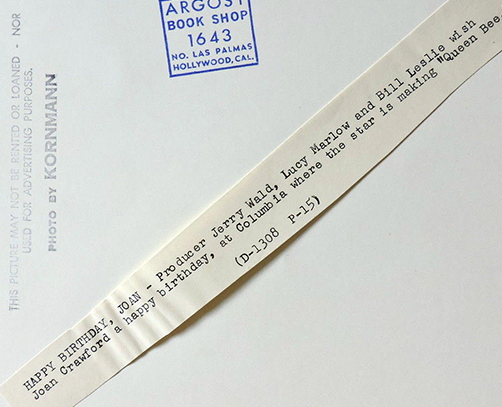 ARGOSY
BOOK SHOP
1643
NO. LAS PALMAS
HOLLYWOOD, CAL.
THIS PICTURE MAY NOT BE RENTED OR LOANED - NOR
USED FOR ADVERTISING PURPOSES.
PHOTO BY KORNMANN
HAPPY BIRTHDAY, JOAN - Producer Jerry Wald, Lucy Marlow and Bill Leslie wish
Joan Crawford a happy birthday, at Columbia where the star is making "Queen Bee
(D-1308 P-15)